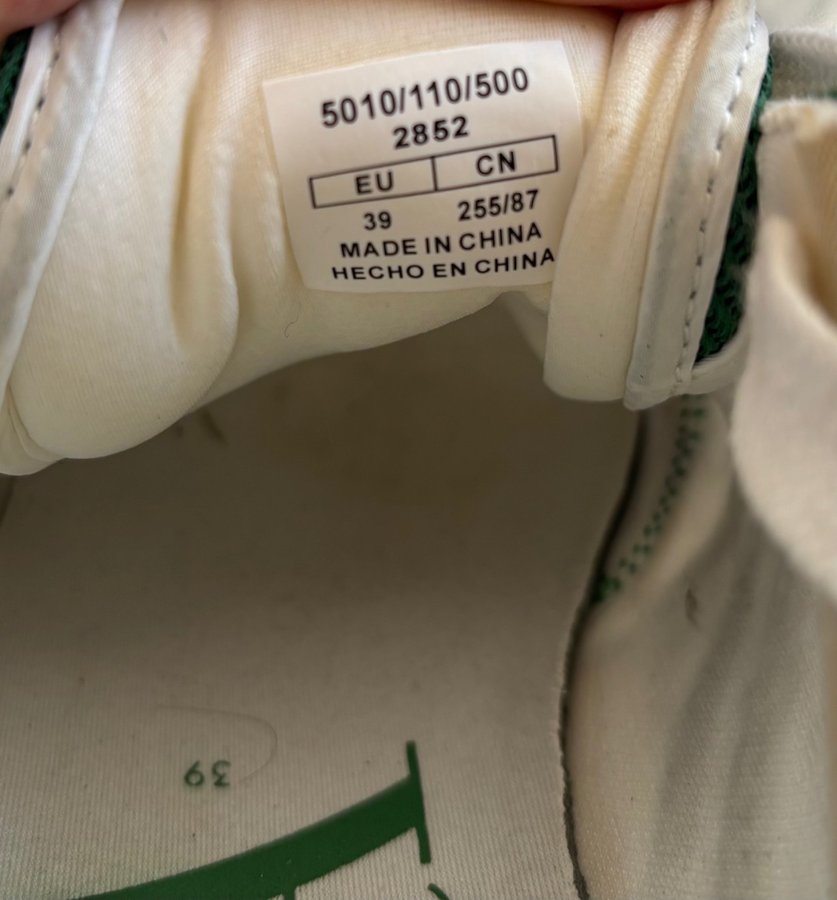 5010/110/500
2852
EU CN
39 255/87
MADE IN CHINA
HECHO EN CHINA
39